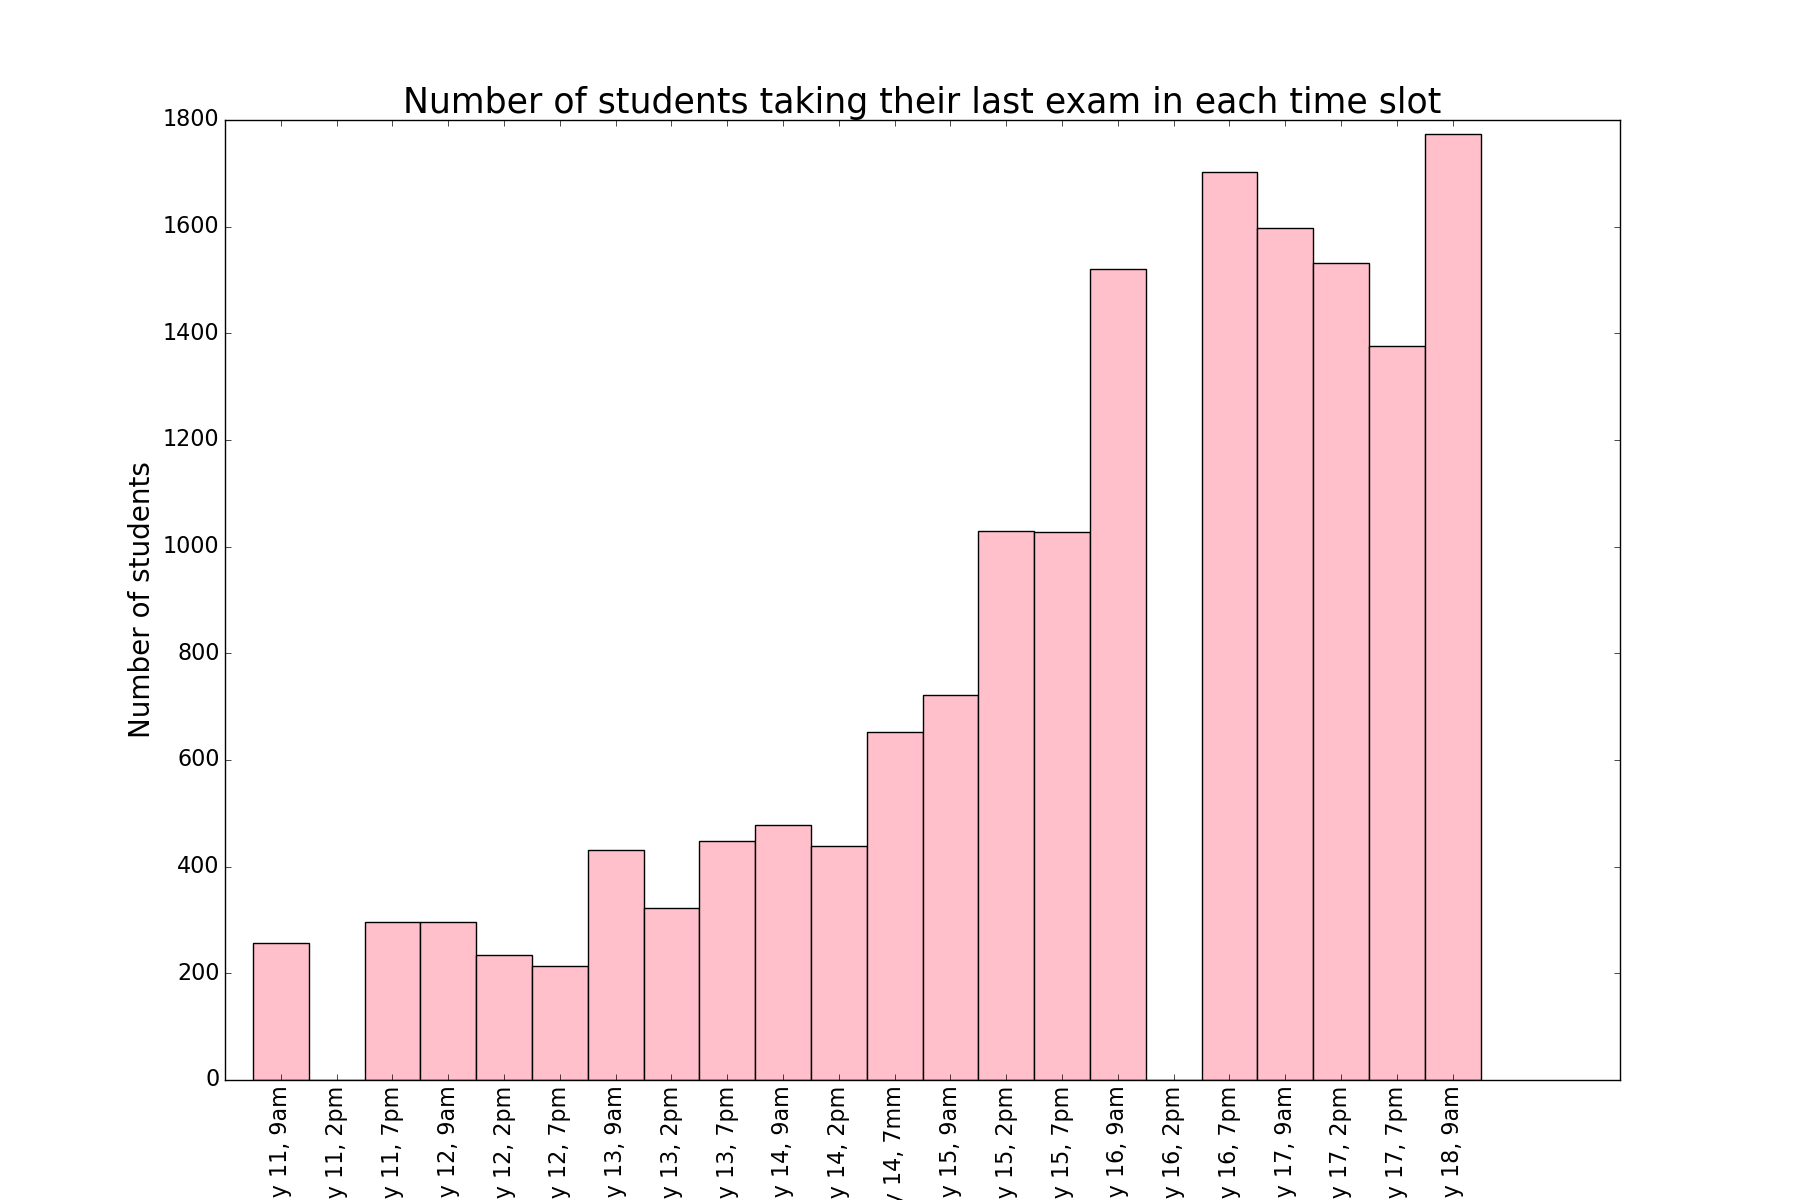 Number of students taking their last exam in each time slot
1800
1600
1400
1200
1000
800
600
400
200
0
Number of students
y 11, 9am
y 11, 2pm
y 11, 7pm
y 12, 9am
y 12, 2pm
y 12, 7pm
y 13, 9am
y 13, 2pm
y 13, 7pm
y 14, 9am
y 14, 2pm
y 14, 7mm
y 15, 9am
y 15, 2pm
y 15, 7pm
y 16, 9am
y 16, 2pm
y 16, 7pm
y 17, 9am
y 17, 2pm
y 17, 7pm
y 18, 9am